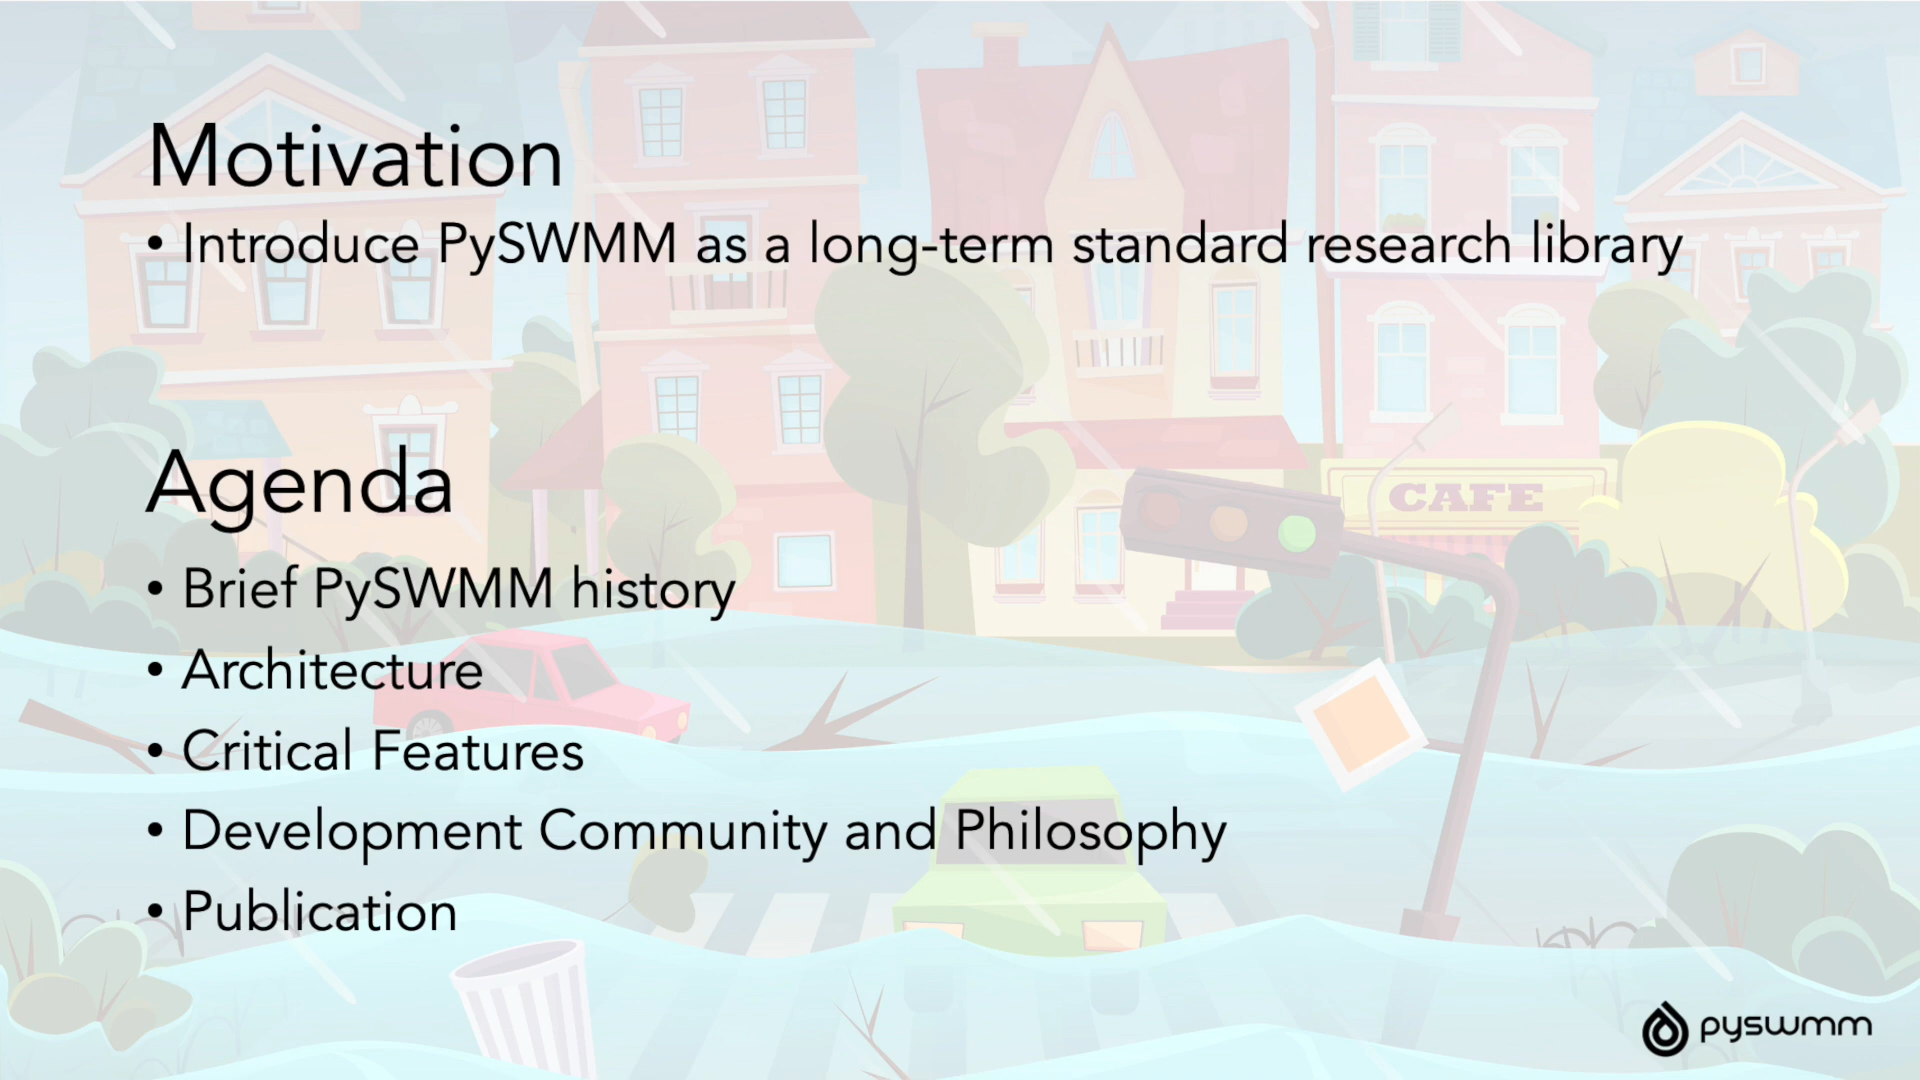 Motivation
• Introduce PySWMM as a long-term standard research library
Agenda
• Brief PySWMM history
• Architecture
CAFE
• Critical Features
• Development Community and Philosophy
• Publication
pyswmm